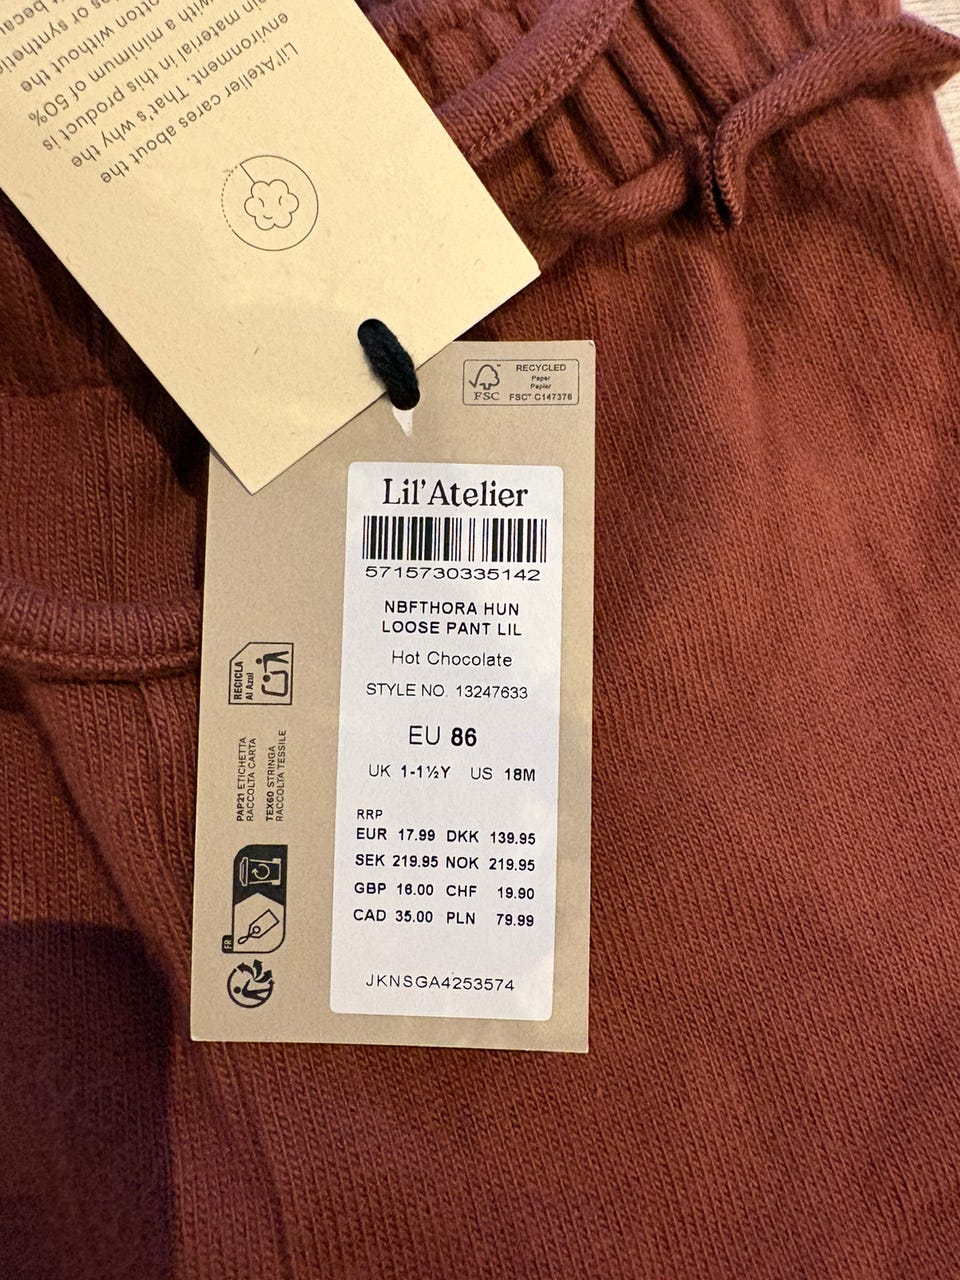 Lil'Atelier cares about the
environment. That's why the
in material in this product is
with a minimum of 50%
otton without the
es or synthetic
becau
RECYCLED
Paper
Papier
FSC™ C147376
FSC
Lil'Atelier
5715730335142
NBFTHORA HUN
LOOSE PANT LIL
Hot Chocolate
STYLE NO. 13247633
EU 86
UK 1-1½Y US 18M
RRP
EUR 17.99 DKK 139.95
SEK 219.95 NOK 219.95
GBP 16.00 CHF 19.90
CAD 35.00 PLN 79.99
JKNSGA4253574
RECICLA
Al Azul
PAP21 ETICHETTA
RACCOLTA CARTA
TEX60 STRINGA
RACCOLTA TESSILE
FR